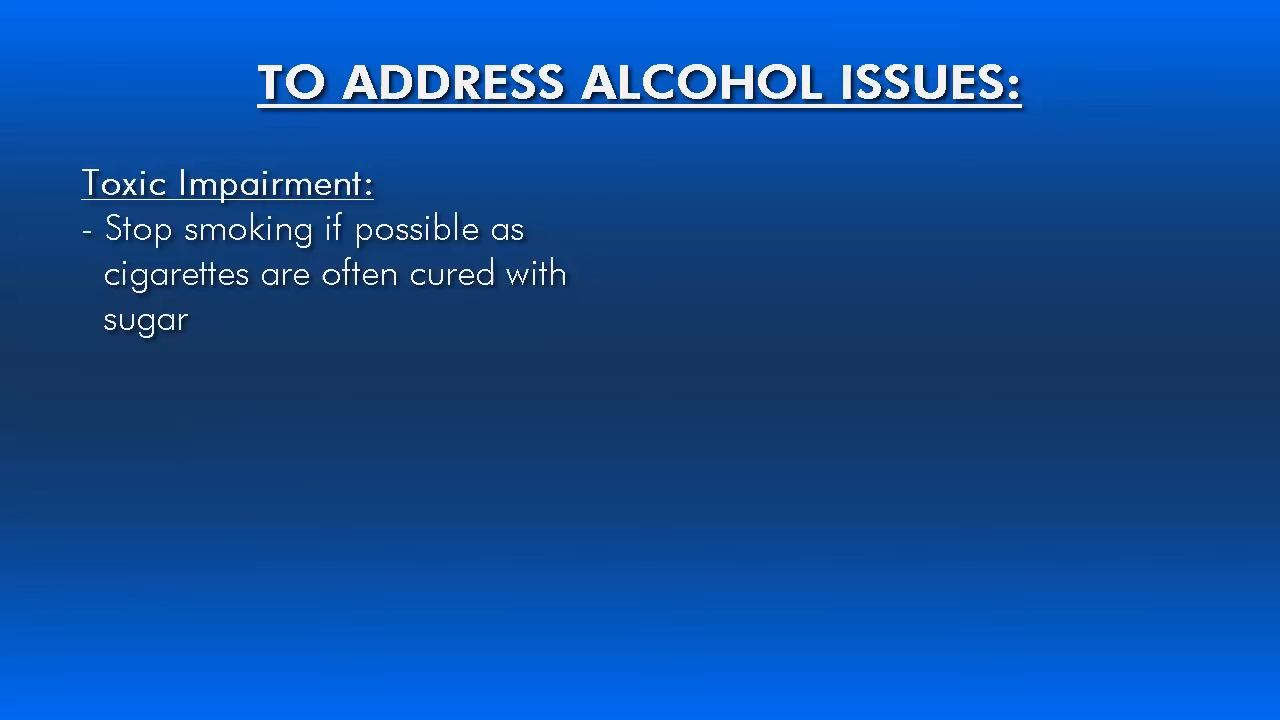 TO ADDRESS ALCOHOL ISSUES:
Toxic Impairment:
- Stop smoking if possible as
cigarettes are often cured with
sugar